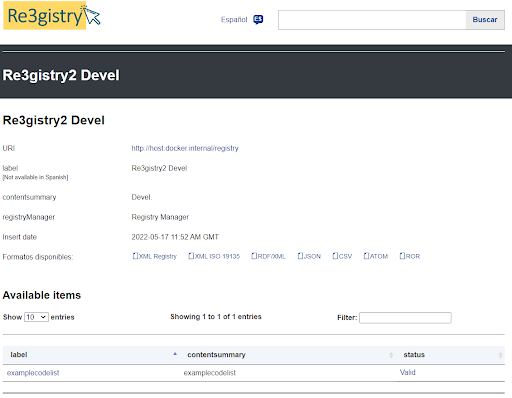 Re3gistry
Español ES
Buscar
Re3gistry2 Devel
Re3gistry2 Devel
URI http://host.docker.internal/registry
label Re3gistry2 Devel
[Not available in Spanish]
contentsummary Devel.
registryManager Registry Manager
Insert date 2022-05-17 11:52 AM GMT
Formatos disponibles: XML Registry XML ISO 19135 RDF/XML JSON CSV ATOM ROR
Available items
Show 10 entries Showing 1 to 1 of 1 entries Filter:
label contentsummary status
examplecodelist examplecodelist Valid